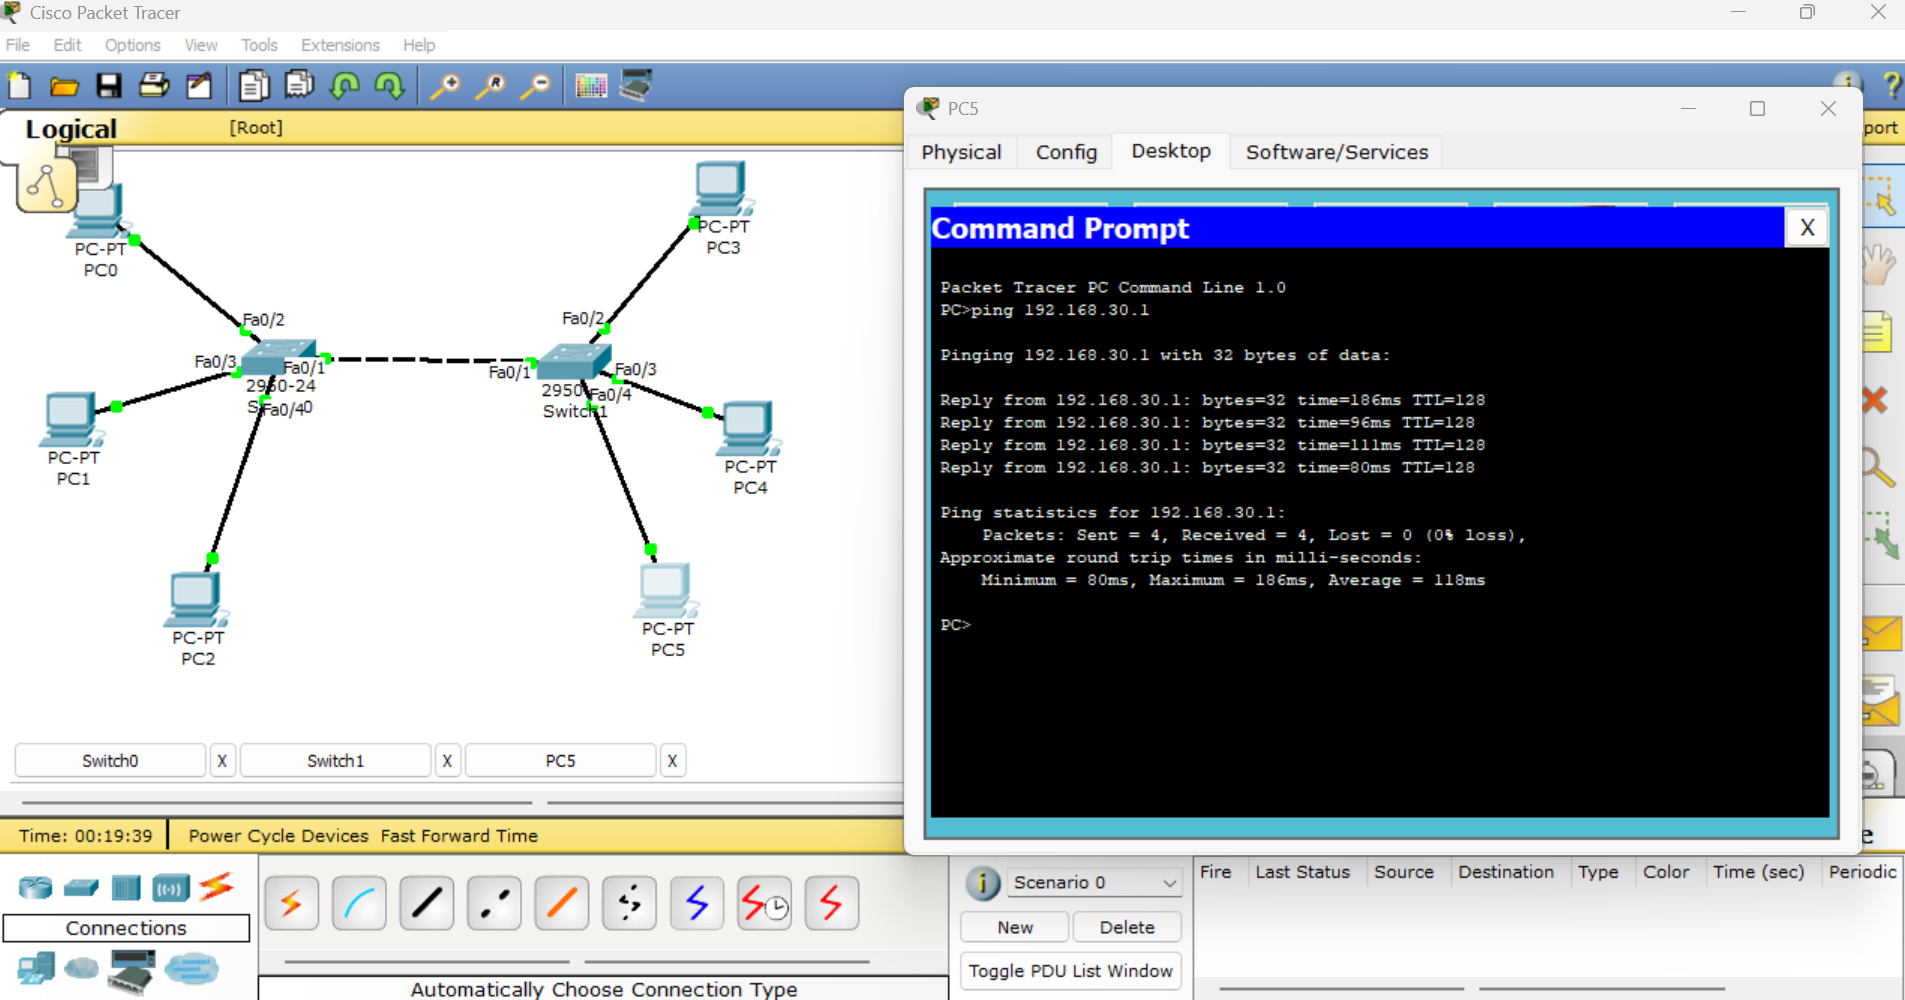 Cisco Packet Tracer
File Edit Options View Tools Extensions Help
Logical
[Root]
PC-PT
PC0
Fa0/2
Fa0/3
Fa0/1
2950-24
Fa0/4
PC-PT
PC1
PC-PT
PC2
PC-PT
PC3
Fa0/2
Fa0/1
Fa0/3
2950
Fa0/4
Switch1
PC-PT
PC4
PC-PT
PC5
Switch0 X Switch1 X PC5 X
Time: 00:19:39 Power Cycle Devices Fast Forward Time
Connections
Automatically Choose Connection Type
PC5
Physical Config Desktop Software/Services
Command Prompt X
Packet Tracer PC Command Line 1.0
PC>ping 192.168.30.1
Pinging 192.168.30.1 with 32 bytes of data:
Reply from 192.168.30.1: bytes=32 time=186ms TTL=128
Reply from 192.168.30.1: bytes=32 time=96ms TTL=128
Reply from 192.168.30.1: bytes=32 time=111ms TTL=128
Reply from 192.168.30.1: bytes=32 time=80ms TTL=128
Ping statistics for 192.168.30.1:
Packets: Sent = 4, Received = 4, Lost = 0 (0% loss),
Approximate round trip times in milli-seconds:
Minimum = 80ms, Maximum = 186ms, Average = 118ms
PC>
port
e
Scenario 0
New Delete
Toggle PDU List Window
Fire Last Status Source Destination Type Color Time (sec) Periodic